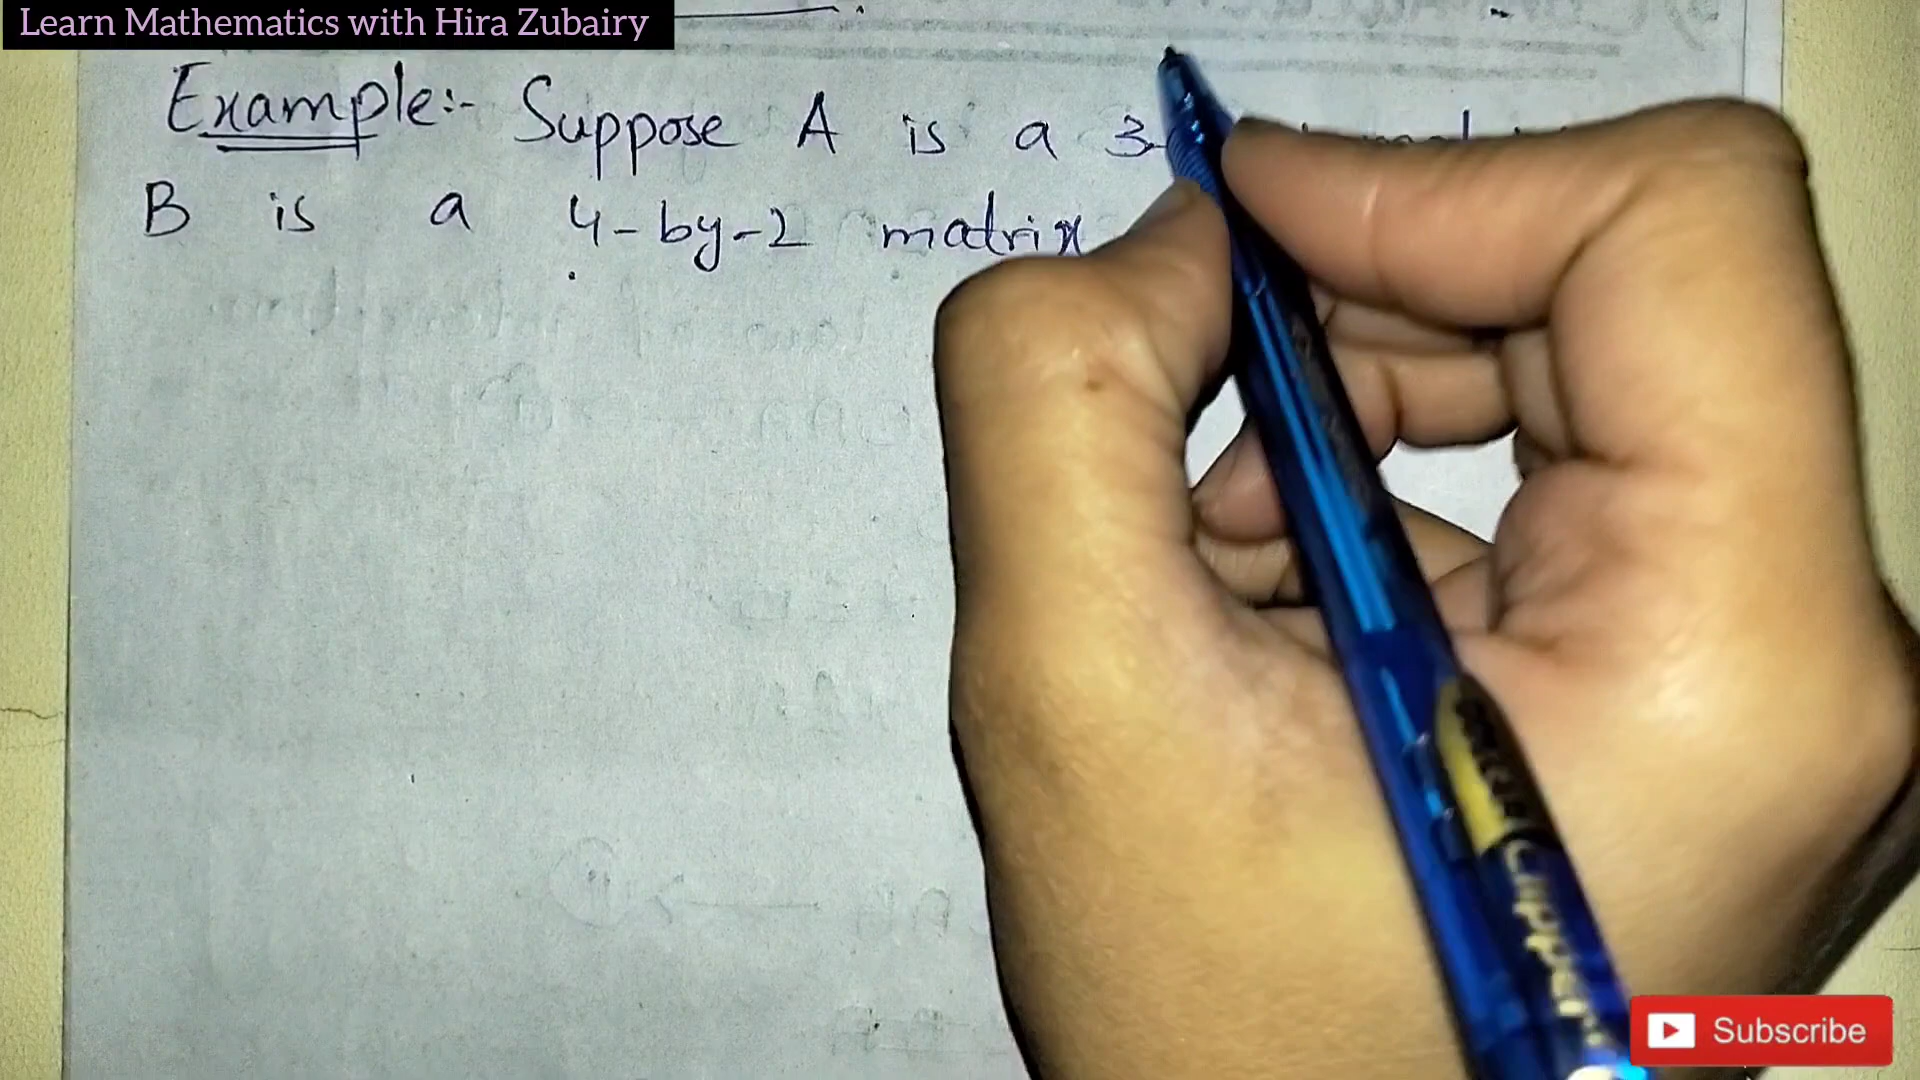 Learn Mathematics with Hira Zubairy
Example:- Suppose A is a 3-
B is a 4-by-2 matrix
Subscribe